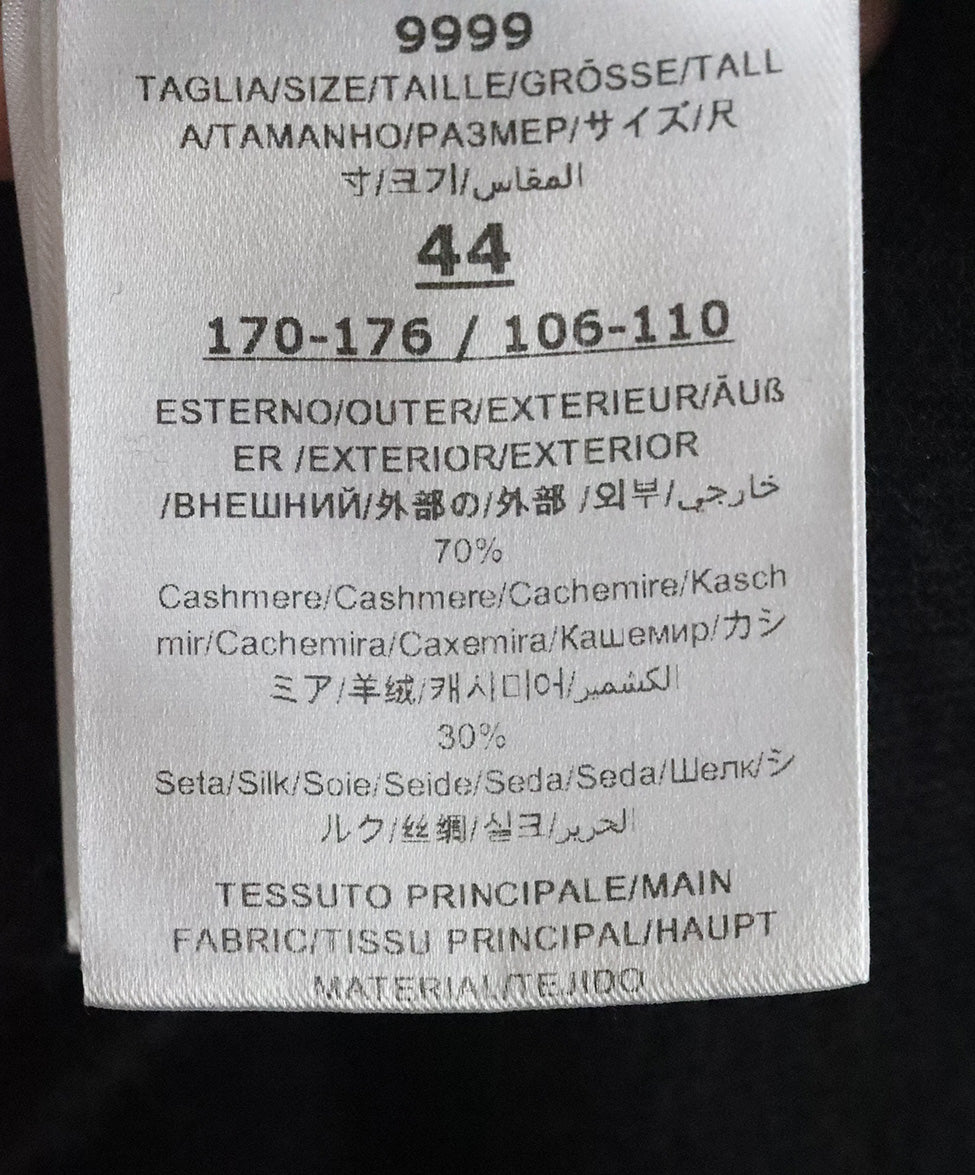 9999
TAGLIA/SIZE/TAILLE/GRÖSSE/TALL
A/TAMANHO/РАЗМЕР/サイズ/尺
寸/크기/المقاس
44
170-176 / 106-110
ESTERNO/OUTER/EXTERIEUR/ÄUß
ER /EXTERIOR/EXTERIOR
/ВНЕШНИЙ/外部の/外部 /외부/خارجي
70%
Cashmere/Cashmere/Cachemire/Kasch
mir/Cachemira/Caxemira/Кашемир/カシ
ミア/羊绒/캐시미어/الكشمير
30%
Seta/Silk/Soie/Seide/Seda/Seda/Шелк/シ
ルク/丝绸/실크/الحرير
TESSUTO PRINCIPALE/MAIN
FABRIC/TISSU PRINCIPAL/HAUPT
MATERIAL/TEJIDO